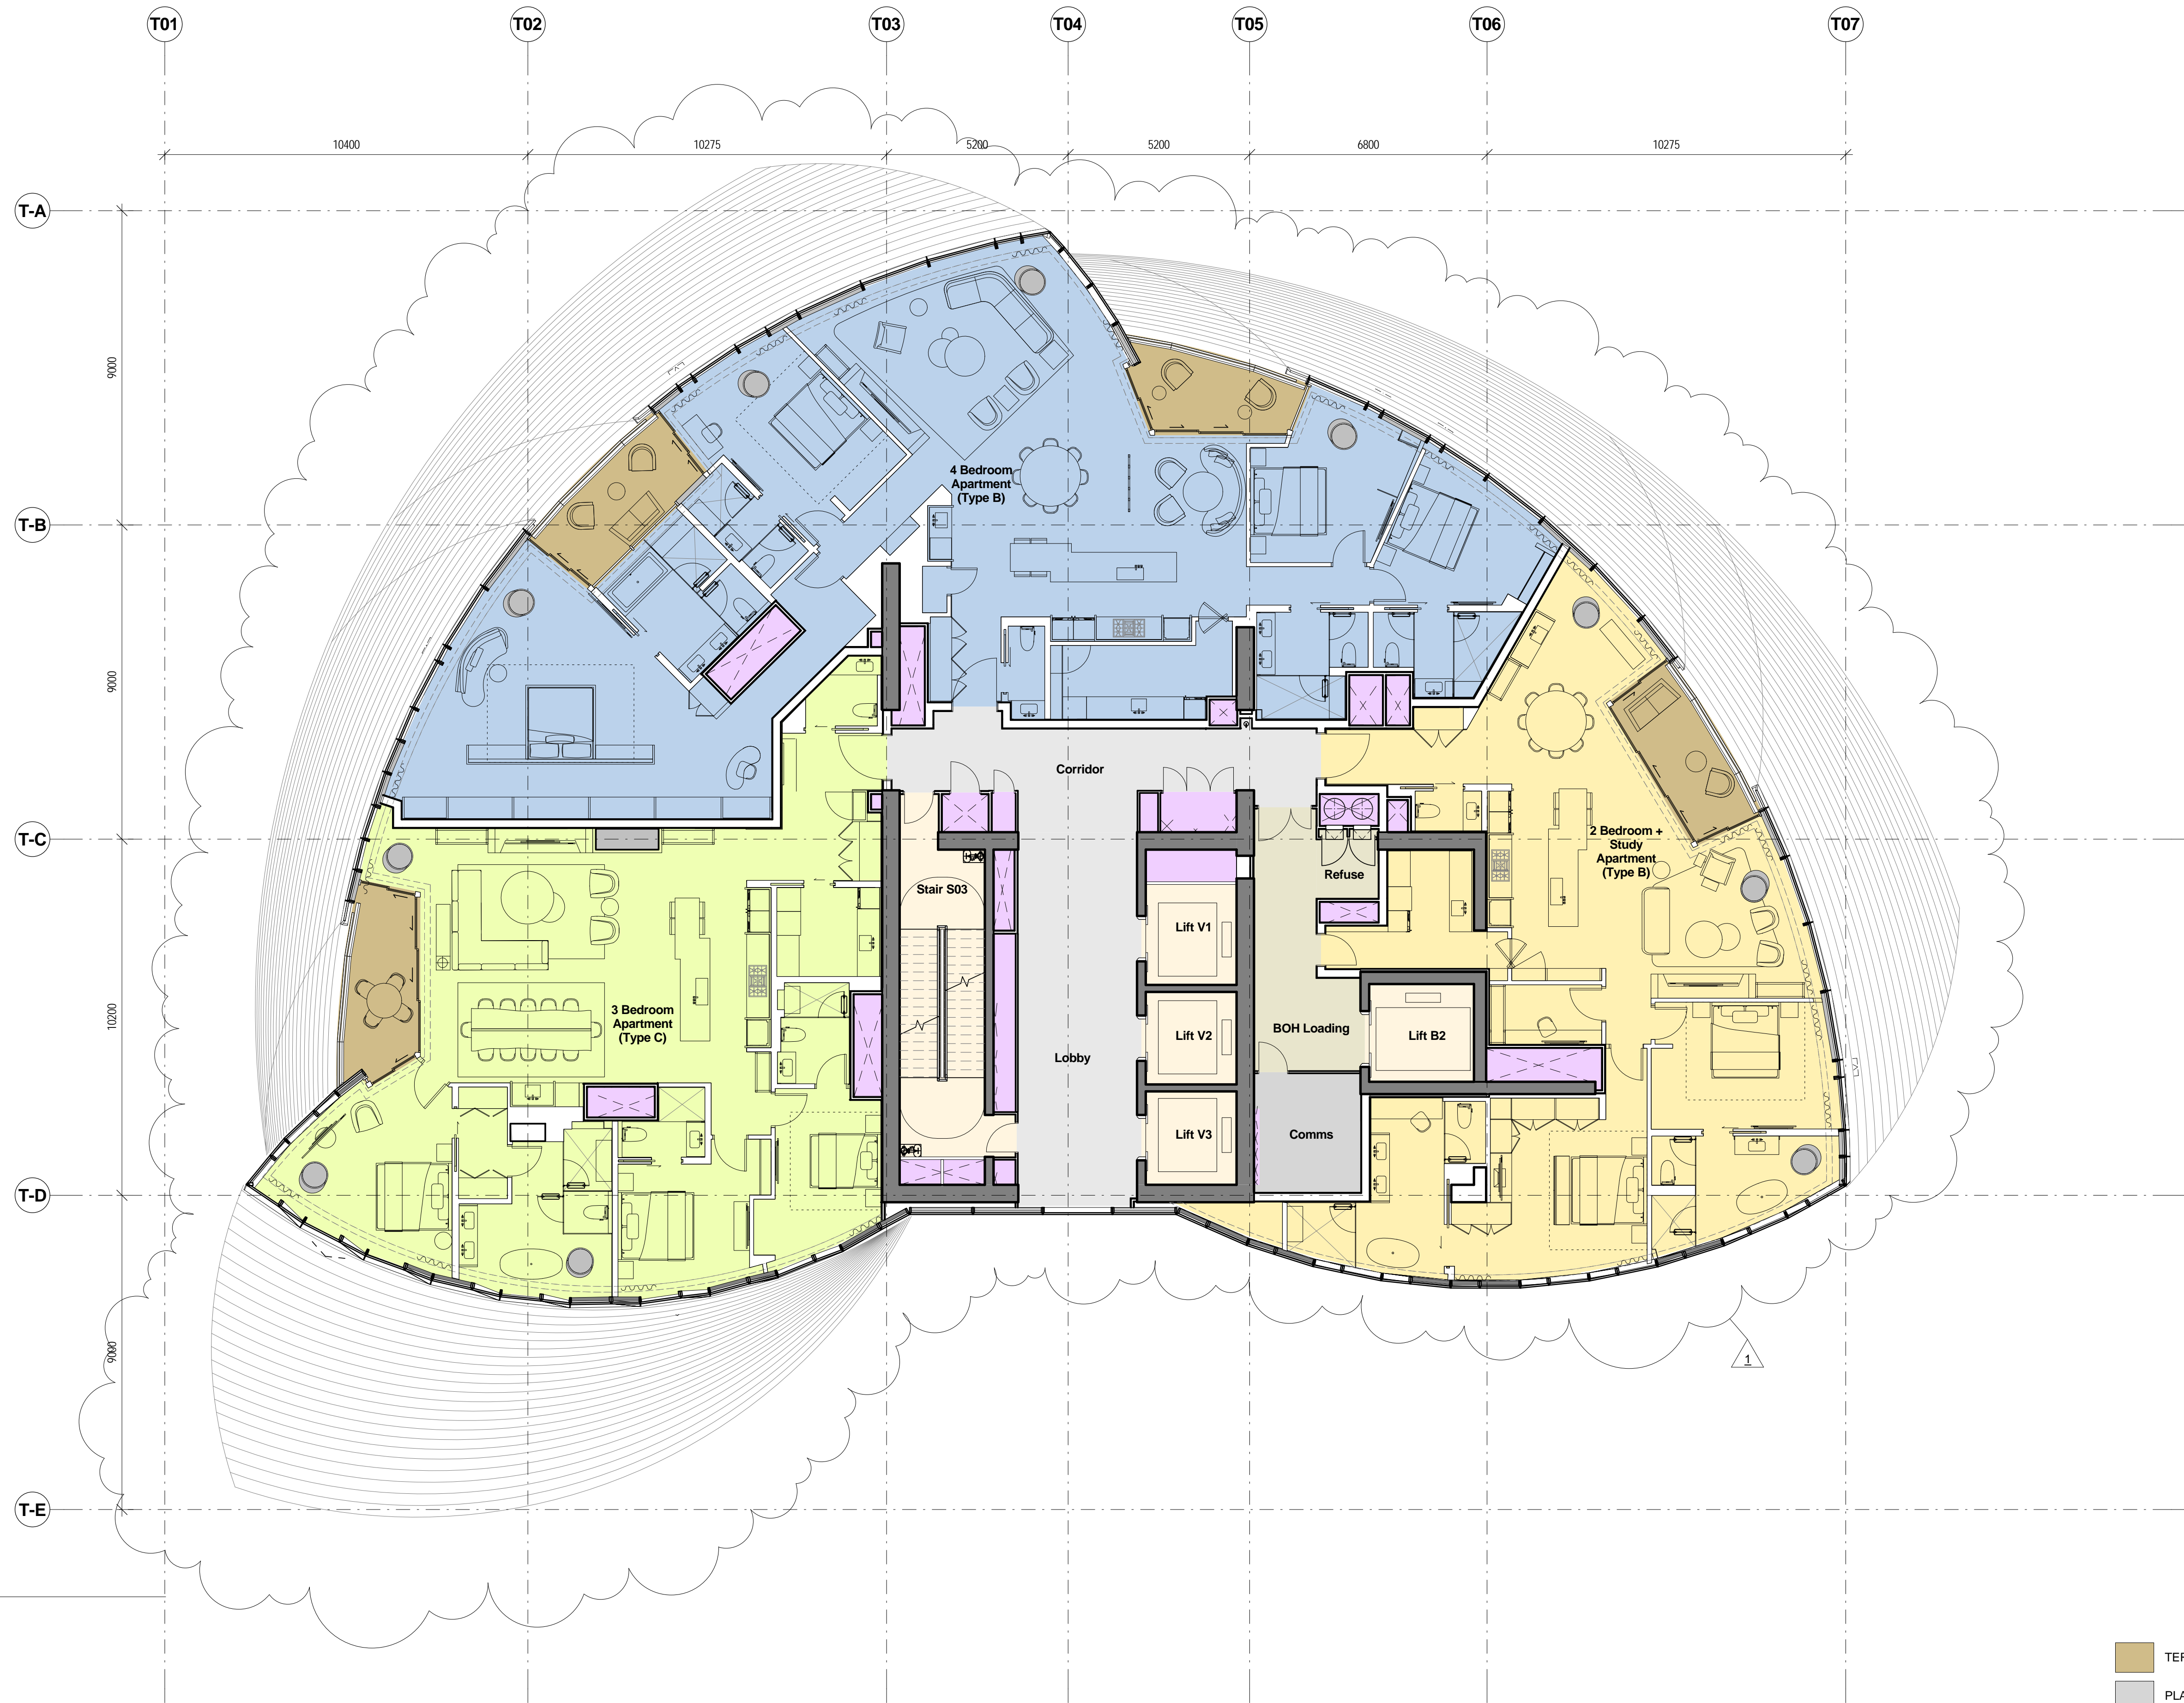 T01
T02
T03
T04
T05
T06
T07
10400
10275
5200
5200
6800
10275
T-A
9000
T-B
4 Bedroom
Apartment
(Type B)
9000
Corridor
T-C
2 Bedroom +
Study
Apartment
(Type B)
Refuse
Stair S03
Lift V1
10200
3 Bedroom
Apartment
(Type C)
BOH Loading
Lift V2
Lift B2
Lobby
Lift V3
Comms
T-D
9000
1
T-E